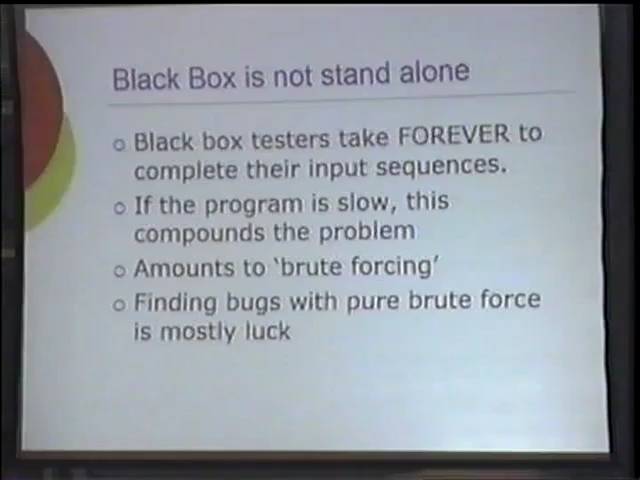 Black Box is not stand alone
Black box testers take FOREVER to
complete their input sequences.
If the program is slow, this
compounds the problem
Amounts to 'brute forcing'
Finding bugs with pure brute force
is mostly luck